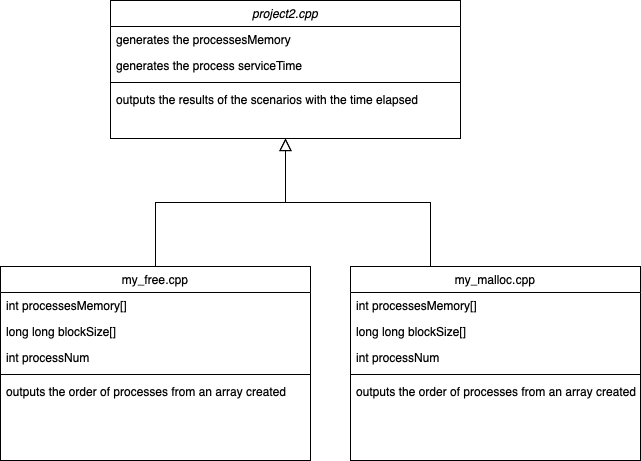 project2.cpp
generates the processesMemory
generates the process serviceTime
outputs the results of the scenarios with the time elapsed
my_free.cpp
int processesMemory[]
long long blockSize[]
int processNum
outputs the order of processes from an array created
my_malloc.cpp
int processesMemory[]
long long blockSize[]
int processNum
outputs the order of processes from an array created